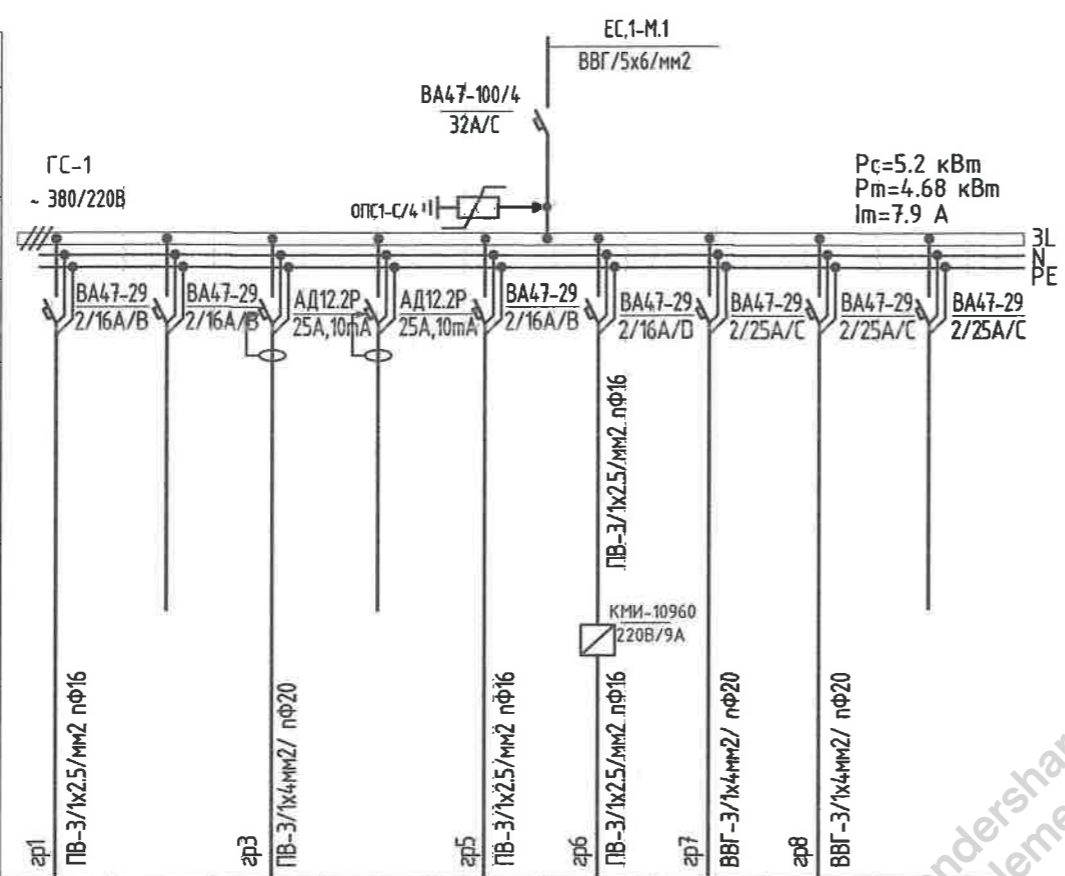 ЕС,1-М.1
ВВГ/5х6/мм2
ВА47-100/4
32А/С
ГС-1
~ 380/220В
ОПС1-С/4
Рс=5.2 кВт
Рт=4.68 кВт
Iт=7.9 А
3L
N
PE
ВА47-29
2/16А/В
ВА47-29
2/16А/В
АД12.2Р
25А,10mA
АД12.2Р
25А,10mA
ВА47-29
2/16А/В
ВА47-29
2/16А/D
ВА47-29
2/25А/С
ВА47-29
2/25А/С
ВА47-29
2/25А/С
ПВ-3/1х2.5/мм2 пФ16
КМИ-10960
220В/9А
гр1
ПВ-3/1х2.5/мм2 пФ16
гр3
ПВ-3/1х4мм2/ пФ20
гр5
ПВ-3/1х2.5/мм2 пФ16
гр6
ПВ-3/1х2.5/мм2 пФ16
гр7
ВВГ-3/1х4мм2/ пФ20
гр8
ВВГ-3/1х4мм2/ пФ20